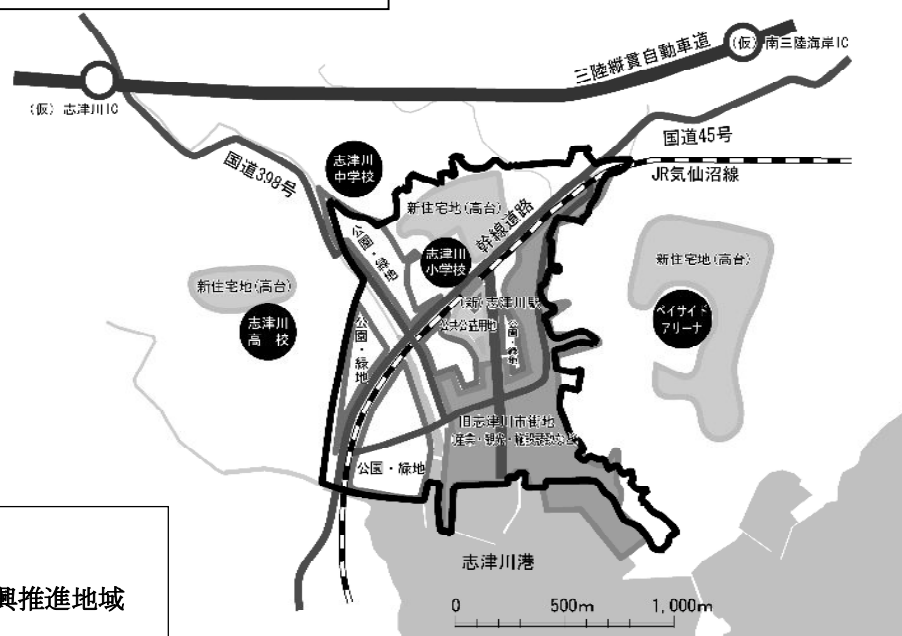 三陸縦貫自動車道
(仮) 南三陸海岸IC
(仮) 志津川IC
国道45号
国道398号
志津川
中学校
JR気仙沼線
新住宅地(高台)
幹線道路
公園・緑地
志津川
小学校
新住宅地(高台)
新住宅地(高台)
(新)志津川駅
公共公益用地
公園・緑地
ベイサイド
アリーナ
志津川
高校
公園・緑地
旧志津川市街地
公園・緑地
志津川港
興推進地域
0 500m 1,000m